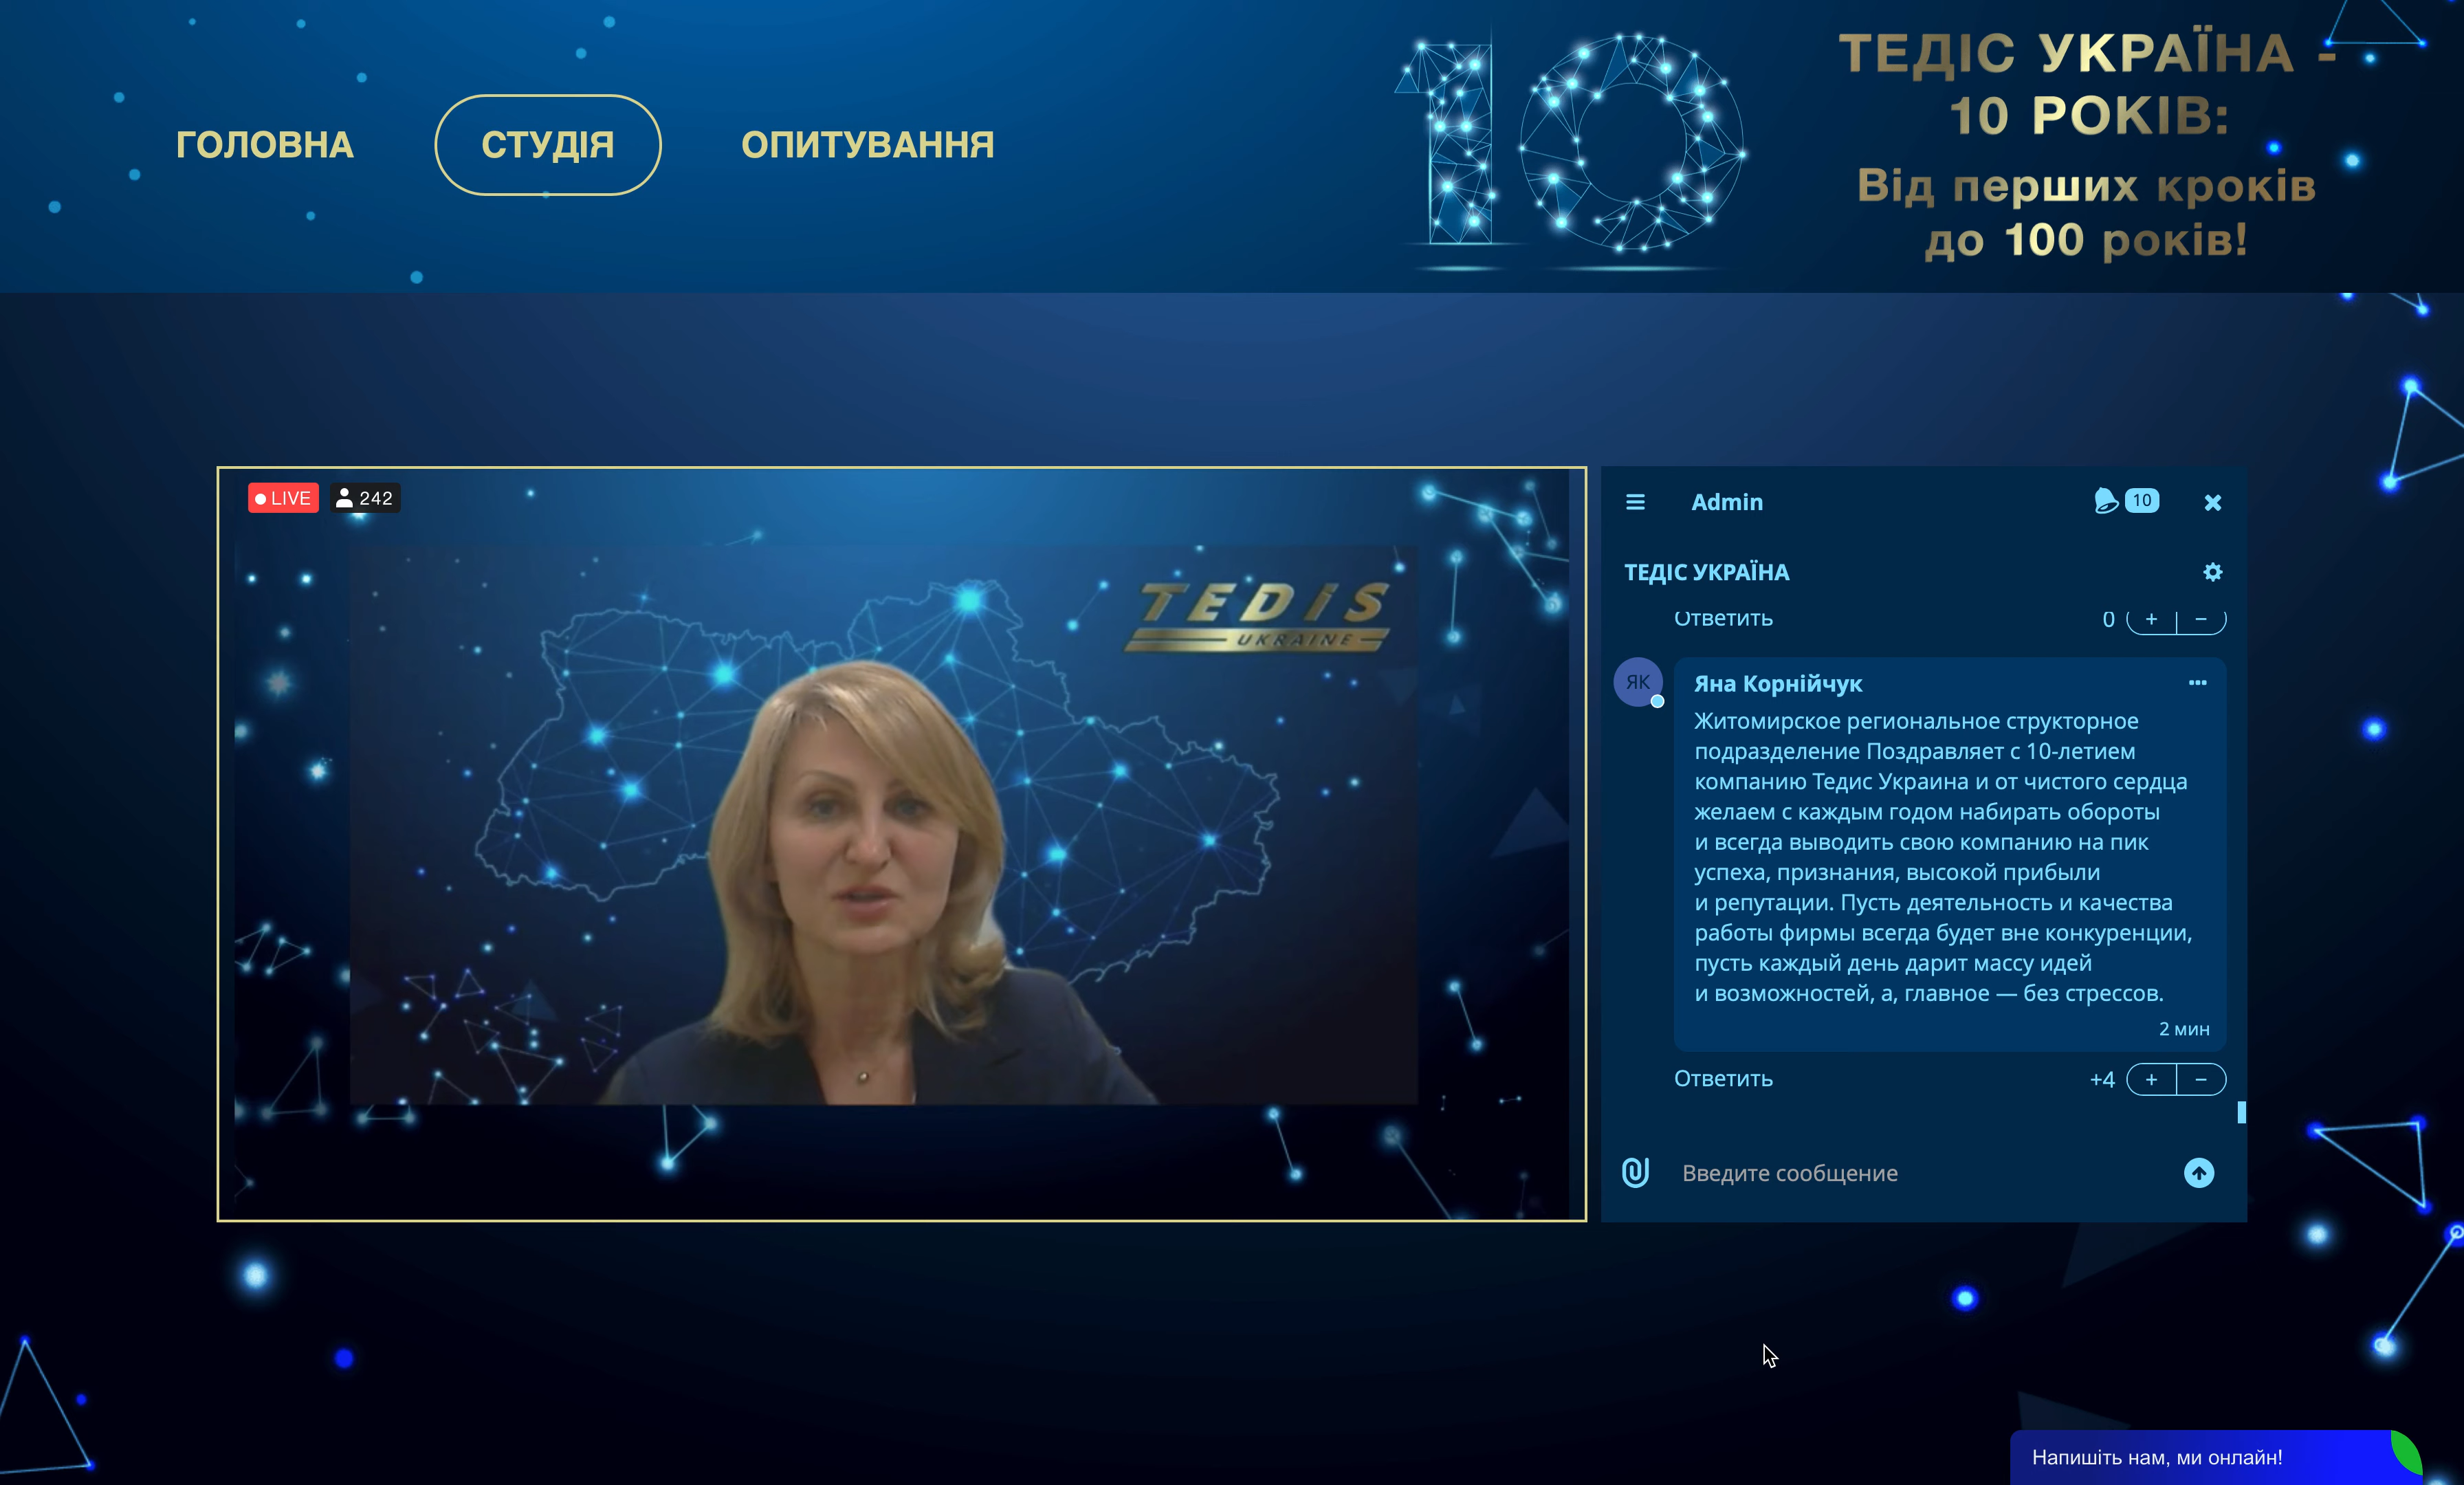 ГОЛОВНА
СТУДІЯ
ОПИТУВАННЯ
10
ТЕДІС УКРАЇНА -
10 РОКІВ:
Від перших кроків
до 100 років!
LIVE
242
TEDIS
UKRAINE
Admin
10
ТЕДІС УКРАЇНА
Ответить
0
+
−
ЯК
Яна Корнійчук
Житомирское региональное структорное
подразделение Поздравляет с 10-летием
компанию Тедис Украина и от чистого сердца
желаем с каждым годом набирать обороты
и всегда выводить свою компанию на пик
успеха, признания, высокой прибыли
и репутации. Пусть деятельность и качества
работы фирмы всегда будет вне конкуренции,
пусть каждый день дарит массу идей
и возможностей, а, главное — без стрессов.
2 мин
Ответить
+4
+
−
Введите сообщение
Напишіть нам, ми онлайн!